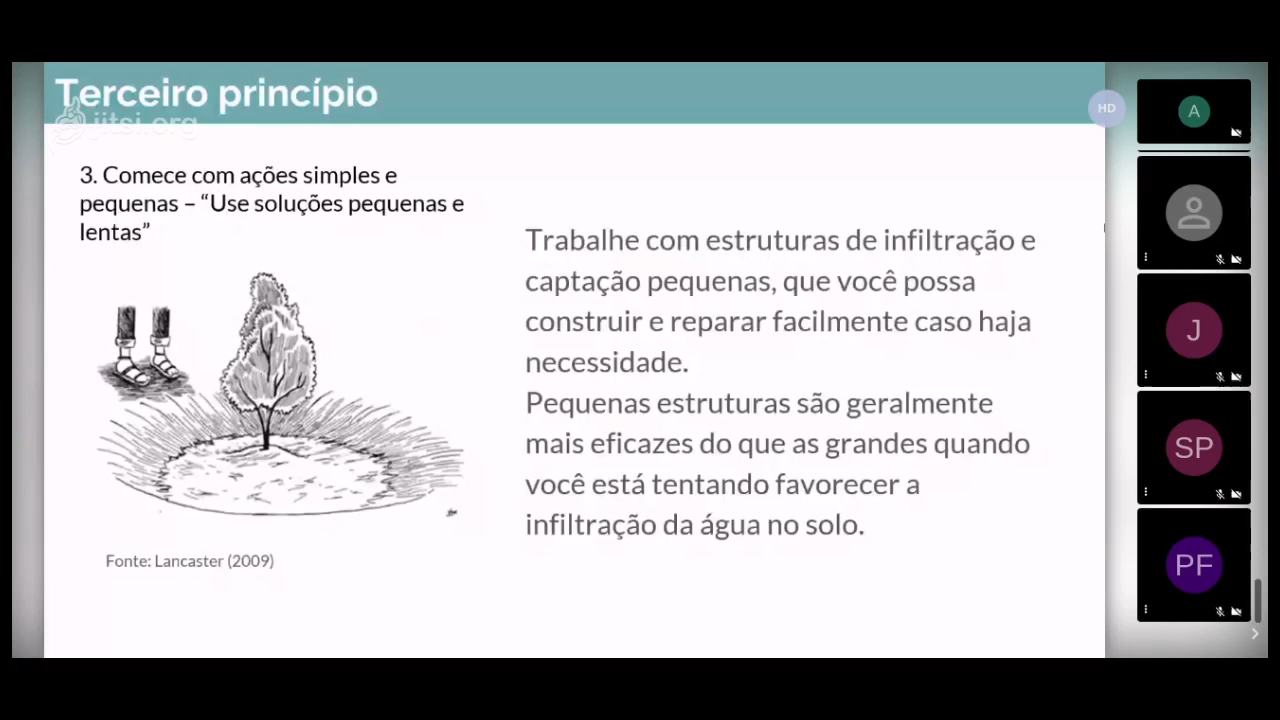 Terceiro princípio
jitsi.org
HD
A
3. Comece com ações simples e
pequenas – “Use soluções pequenas e
lentas”
Trabalhe com estruturas de infiltração e
captação pequenas, que você possa
construir e reparar facilmente caso haja
necessidade.
Pequenas estruturas são geralmente
mais eficazes do que as grandes quando
você está tentando favorecer a
infiltração da água no solo.
Fonte: Lancaster (2009)
J
SP
PF